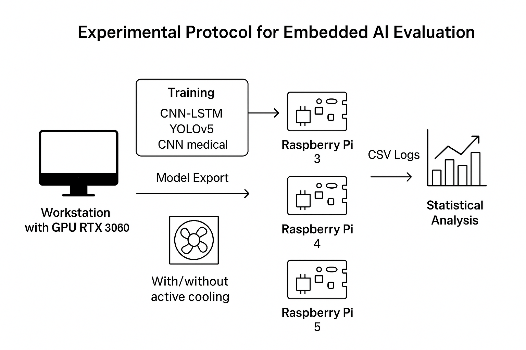 Experimental Protocol for Embedded AI Evaluation
Training
CNN-LSTM
YOLOv5
CNN medical
Raspberry Pi
3
Model Export
CSV Logs
Workstation
with GPU RTX 3060
Raspberry Pi
4
Statistical
Analysis
With/without
active cooling
Raspberry Pi
5